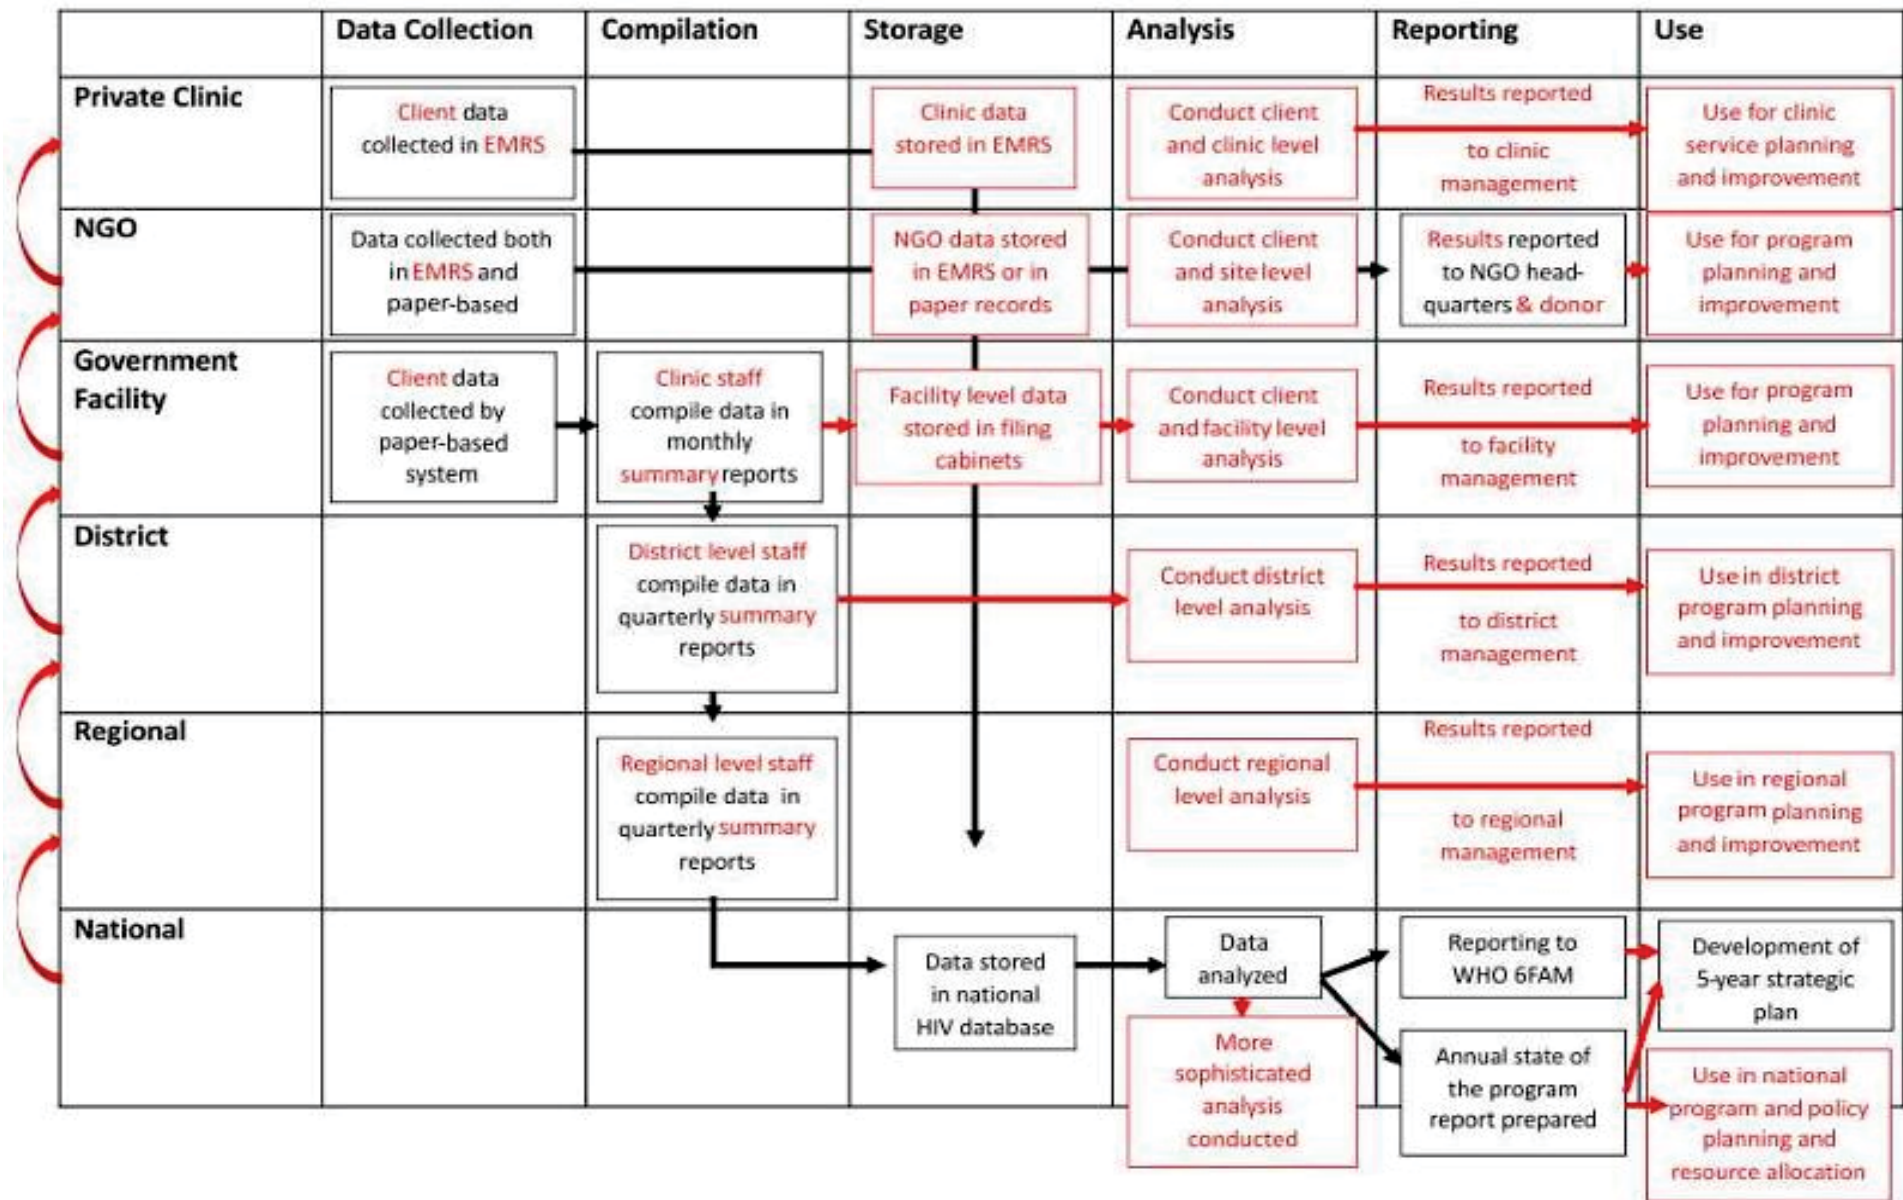 Data Collection
Compilation
Storage
Analysis
Reporting
Use
Private Clinic
Client data
collected in EMRS
Clinic data
stored in EMRS
Conduct client
and clinic level
analysis
Results reported
to clinic
management
Use for clinic
service planning
and improvement
NGO
Data collected both
in EMRS and
paper-based
NGO data stored
in EMRS or in
paper records
Conduct client
and site level
analysis
Results reported
to NGO head-
quarters & donor
Use for program
planning and
improvement
Government
Facility
Client data
collected by
paper-based
system
Clinic staff
compile data in
monthly
summary reports
Facility level data
stored in filing
cabinets
Conduct client
and facility level
analysis
Results reported
to facility
management
Use for program
planning and
improvement
District
District level staff
compile data in
quarterly summary
reports
Conduct district
level analysis
Results reported
to district
management
Use in district
program planning
and improvement
Regional
Regional level staff
compile data in
quarterly summary
reports
Conduct regional
level analysis
Results reported
to regional
management
Use in regional
program planning
and improvement
National
Data stored
in national
HIV database
Data
analyzed
More
sophisticated
analysis
conducted
Reporting to
WHO 6FAM
Annual state of
the program
report prepared
Development of
5-year strategic
plan
Use in national
program and policy
planning and
resource allocation